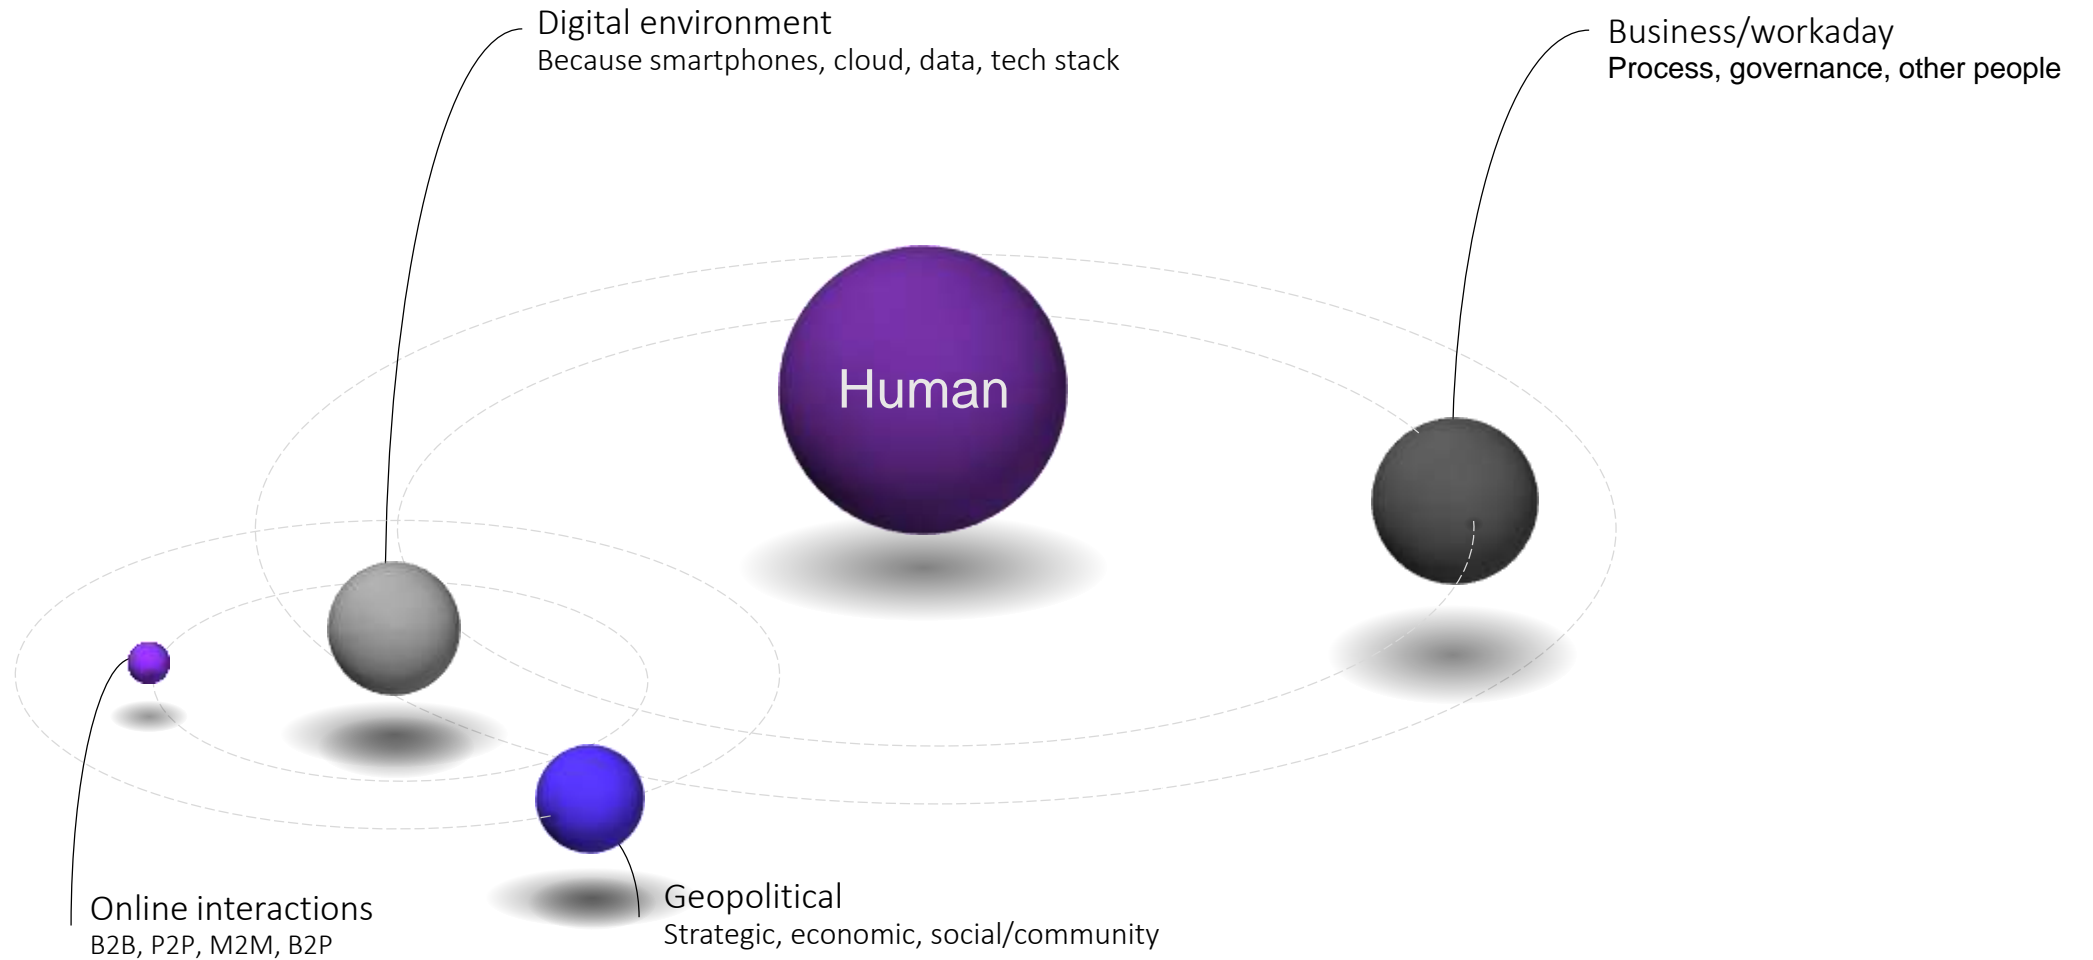 Digital environment
Because smartphones, cloud, data, tech stack
Business/workaday
Process, governance, other people
Human
Online interactions
B2B, P2P, M2M, B2P
Geopolitical
Strategic, economic, social/community